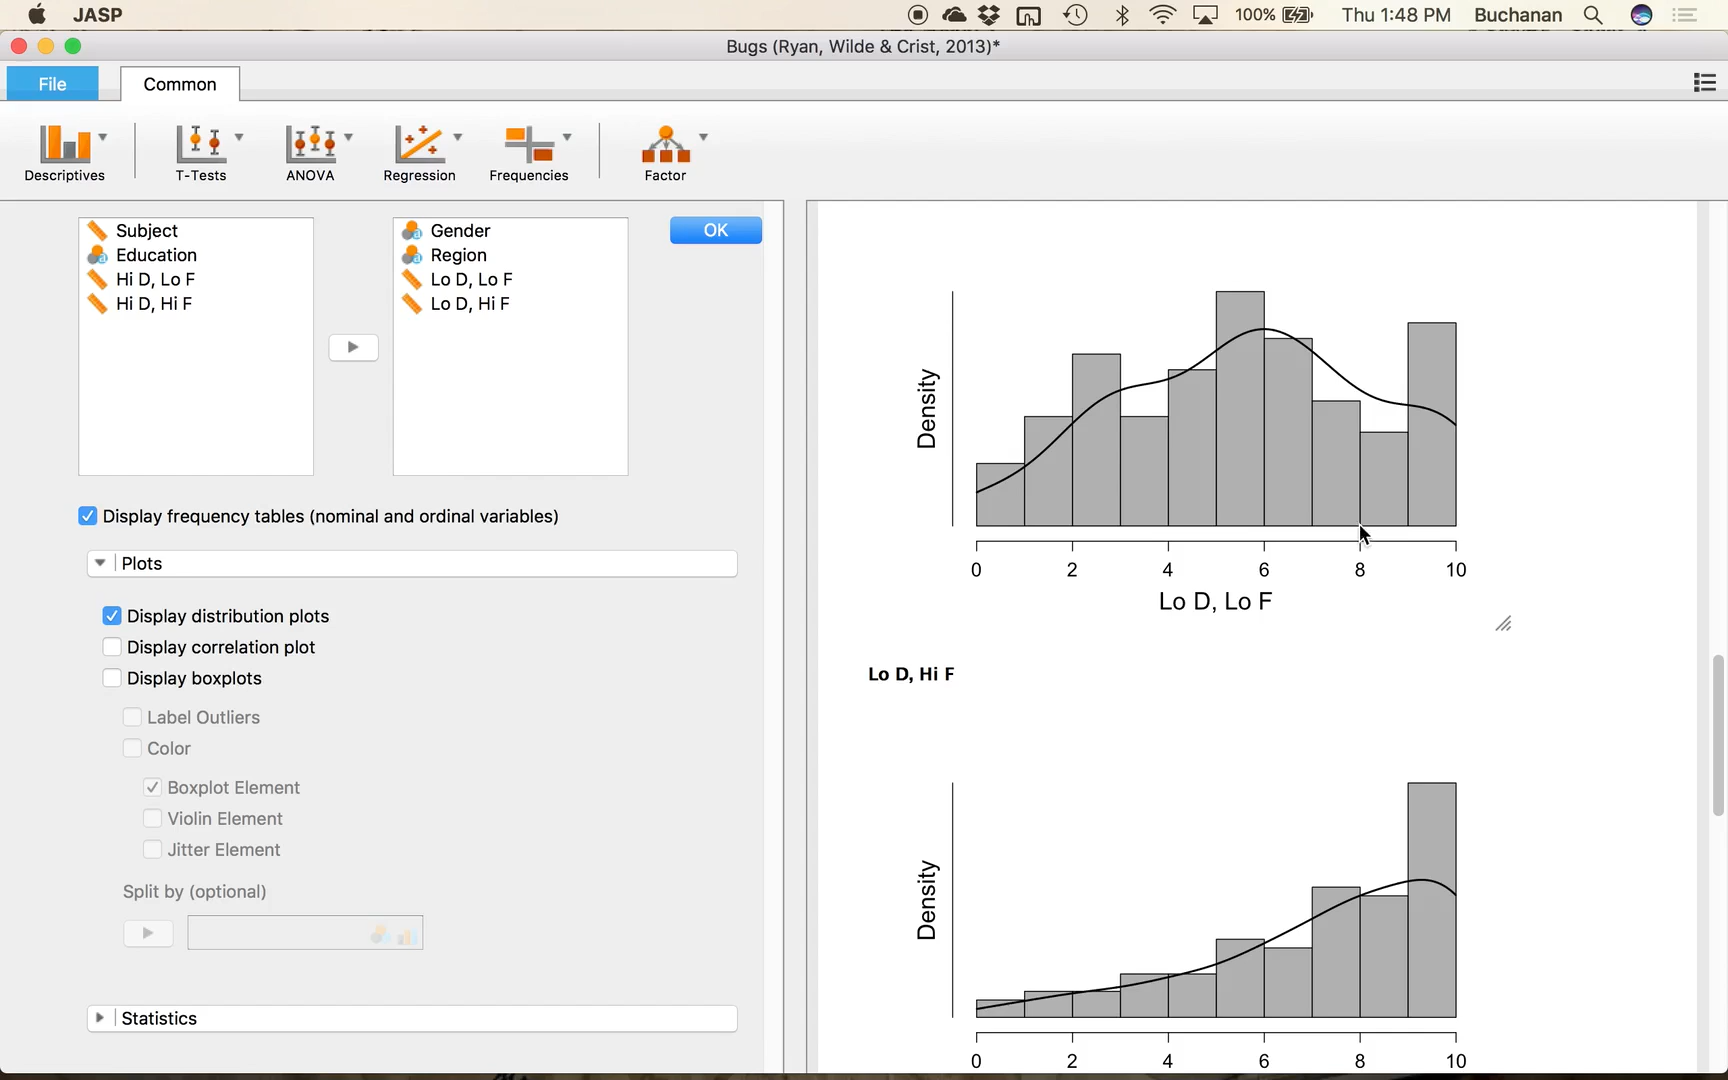 JASP 100% Thu 1:48 PM Buchanan
Bugs (Ryan, Wilde & Crist, 2013)*
File Common
Descriptives T-Tests ANOVA Regression Frequencies Factor
Subject
Education
Hi D, Lo F
Hi D, Hi F
Gender
Region
Lo D, Lo F
Lo D, Hi F
OK
Display frequency tables (nominal and ordinal variables)
Plots
Display distribution plots
Display correlation plot
Display boxplots
Label Outliers
Color
Boxplot Element
Violin Element
Jitter Element
Split by (optional)
Statistics
Density
0 2 4 6 8 10
Lo D, Lo F
Lo D, Hi F
Density
0 2 4 6 8 10